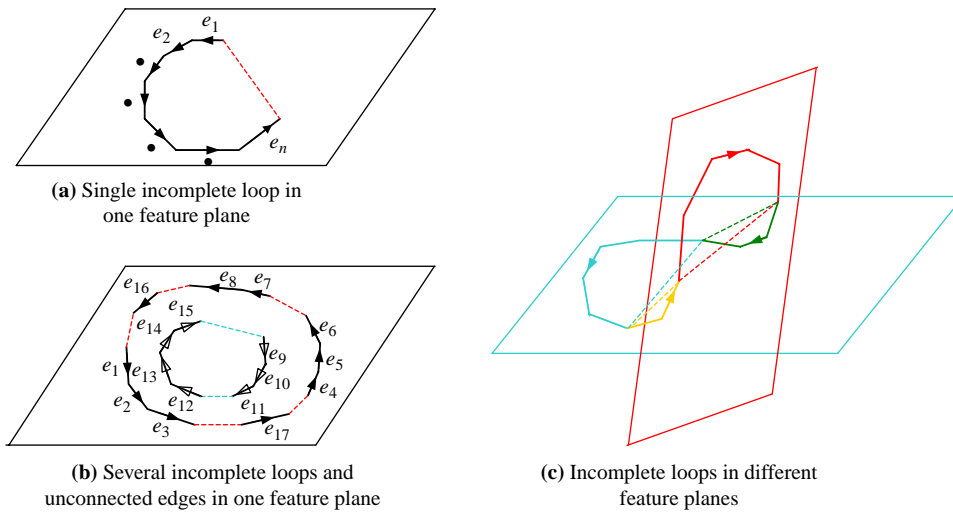 e1
e2
en
(a) Single incomplete loop in
one feature plane
e16
e8
e7
e15
e14
e6
e9
e5
e1
e13
e10
e4
e2
e12
e11
e3
e17
(b) Several incomplete loops and
unconnected edges in one feature plane
(c) Incomplete loops in different
feature planes